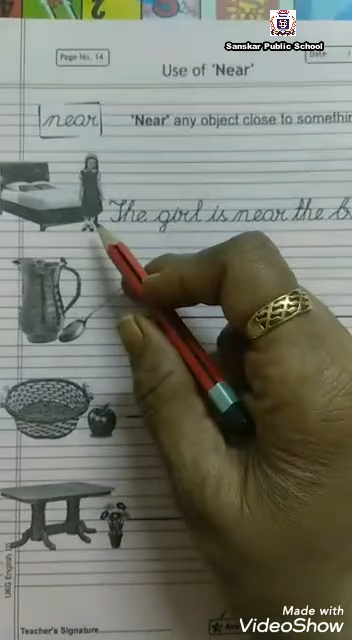 Sanskar Public School
Page No. 14
Date
Use of 'Near'
near
'Near' any object close to somethin
The girl is near the b
UKG English
Teacher's Signature
Made with
VideoShow